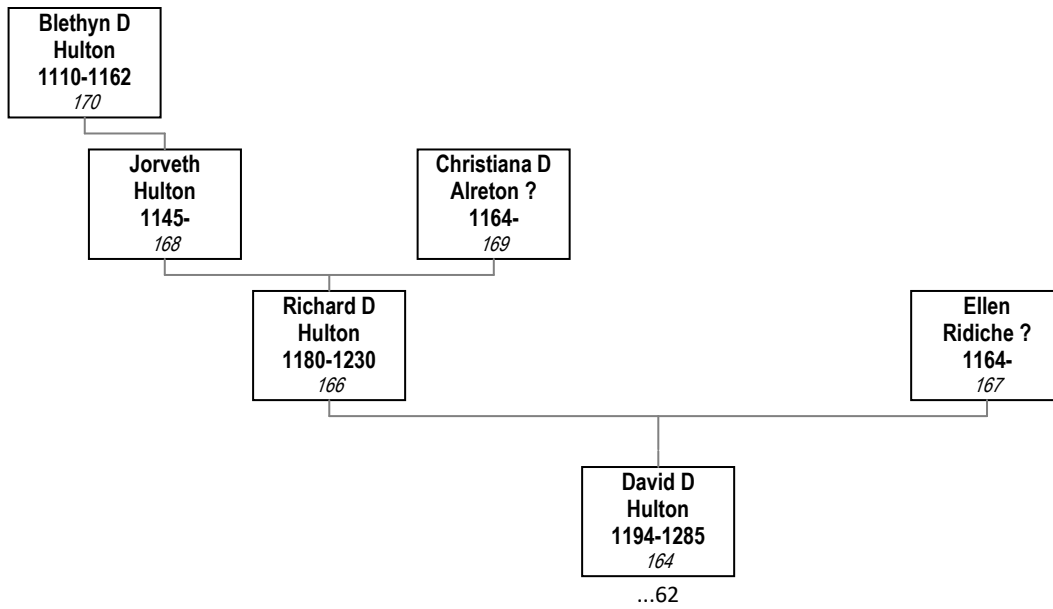 Blethyn D
Hulton
1110-1162
170
Jorveth
Hulton
1145-
168
Christiana D
Alreton ?
1164-
169
Richard D
Hulton
1180-1230
166
Ellen
Ridiche ?
1164-
167
David D
Hulton
1194-1285
164
...62